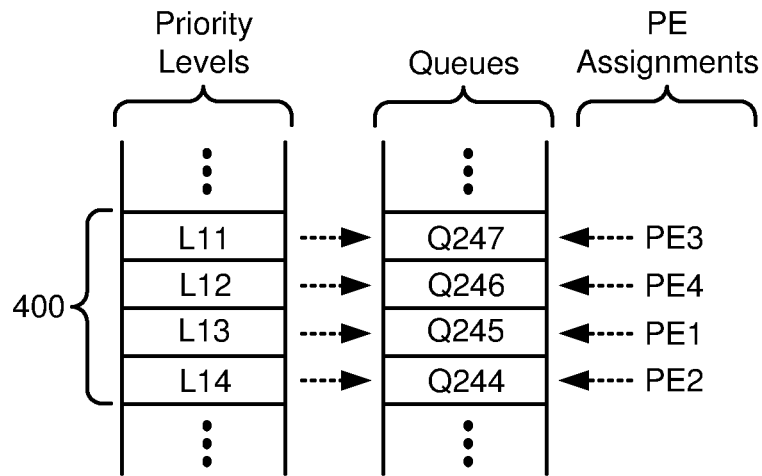 Priority
Levels
Queues
PE
Assignments
L11 Q247 PE3
L12 Q246 PE4
400
L13 Q245 PE1
L14 Q244 PE2